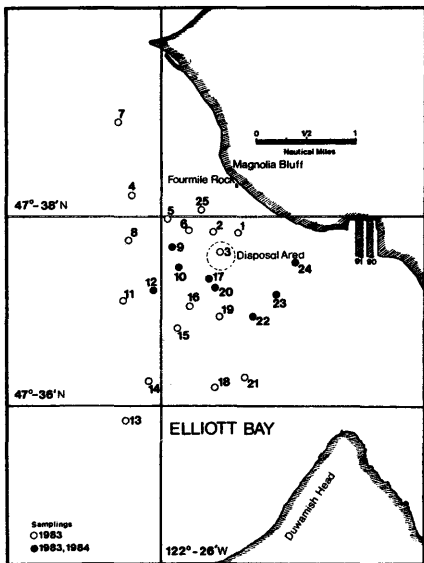 7
0 1/2 1
Nautical Miles
Magnolia Bluff
Fourmile Rock
4
25
47°-38'N
5
6
2
1
8
9
3
Disposal Area
24
91 90
10
17
12
20
23
11
16
19
22
15
14
18
21
47°-36'N
13
ELLIOTT BAY
Duwamish Head
Samplings
○1983
●1983,1984
122°-26'W